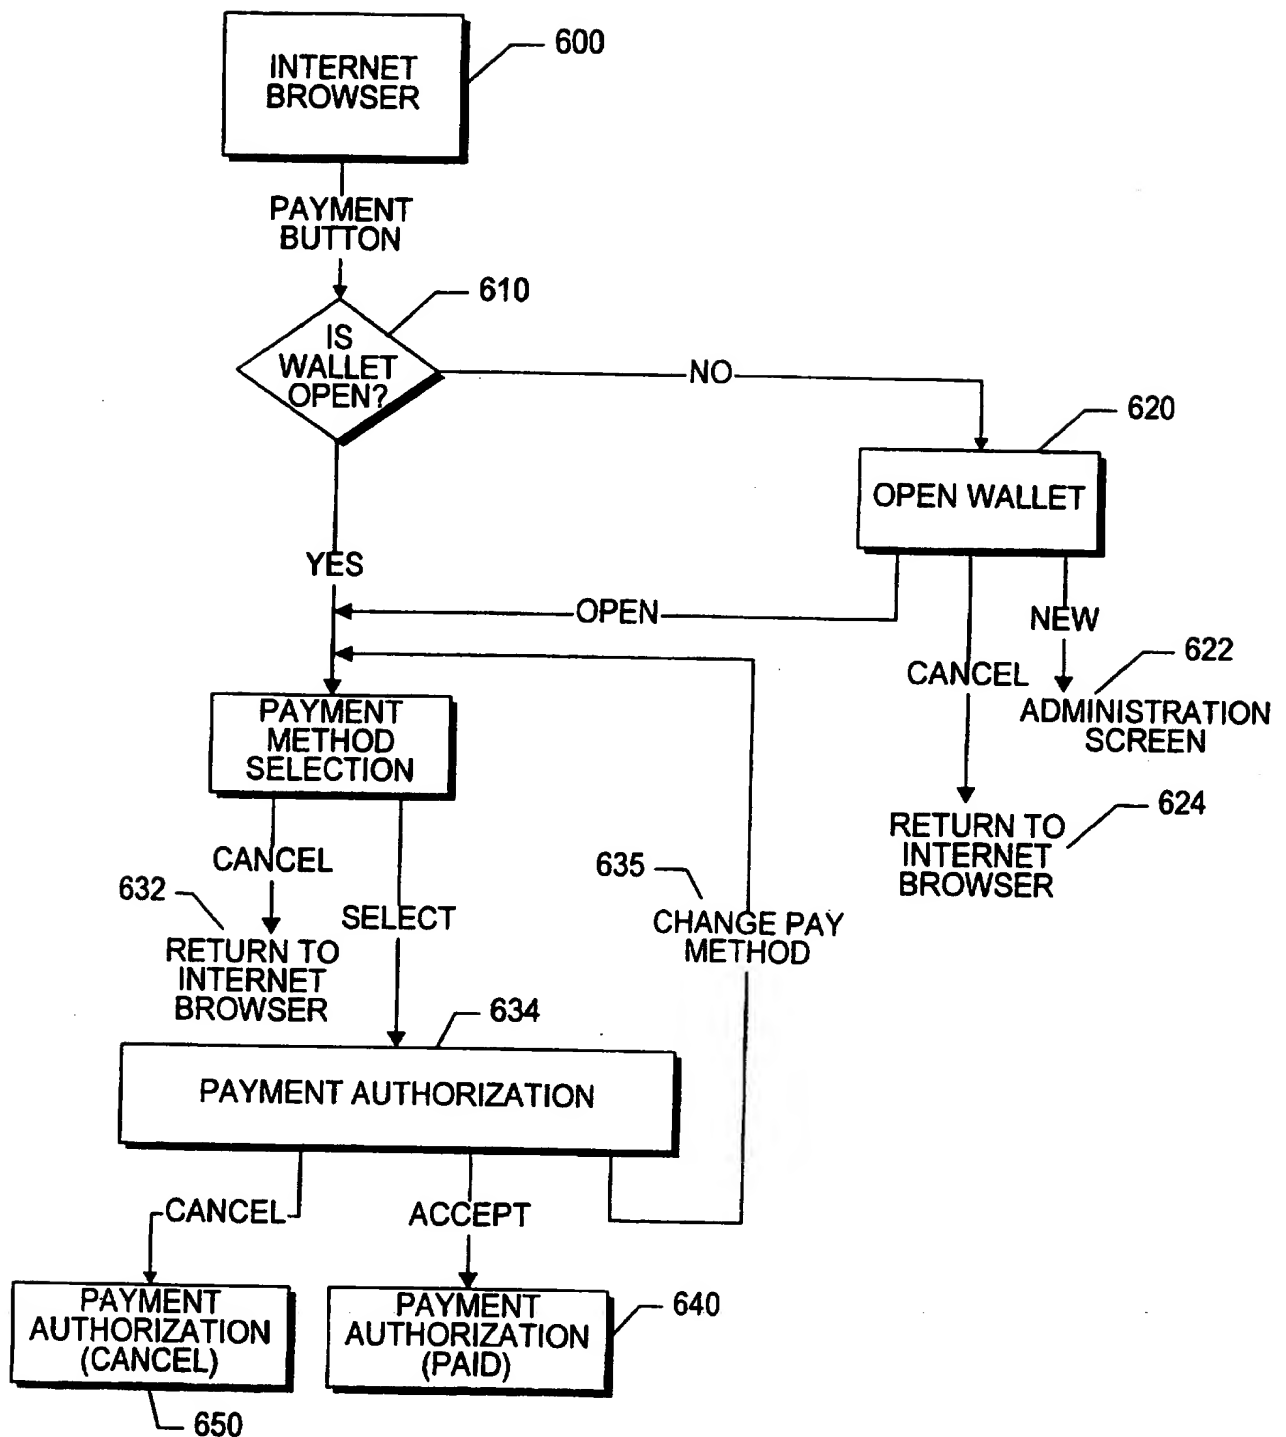 600
INTERNET
BROWSER
PAYMENT
BUTTON
610
IS
WALLET
OPEN?
NO
620
OPEN WALLET
YES
OPEN
NEW
622
CANCEL
ADMINISTRATION
SCREEN
PAYMENT
METHOD
SELECTION
624
RETURN TO
INTERNET
BROWSER
CANCEL
635
632
SELECT
CHANGE PAY
METHOD
RETURN TO
INTERNET
BROWSER
634
PAYMENT AUTHORIZATION
CANCEL
ACCEPT
PAYMENT
AUTHORIZATION
(CANCEL)
PAYMENT
AUTHORIZATION
(PAID)
640
650